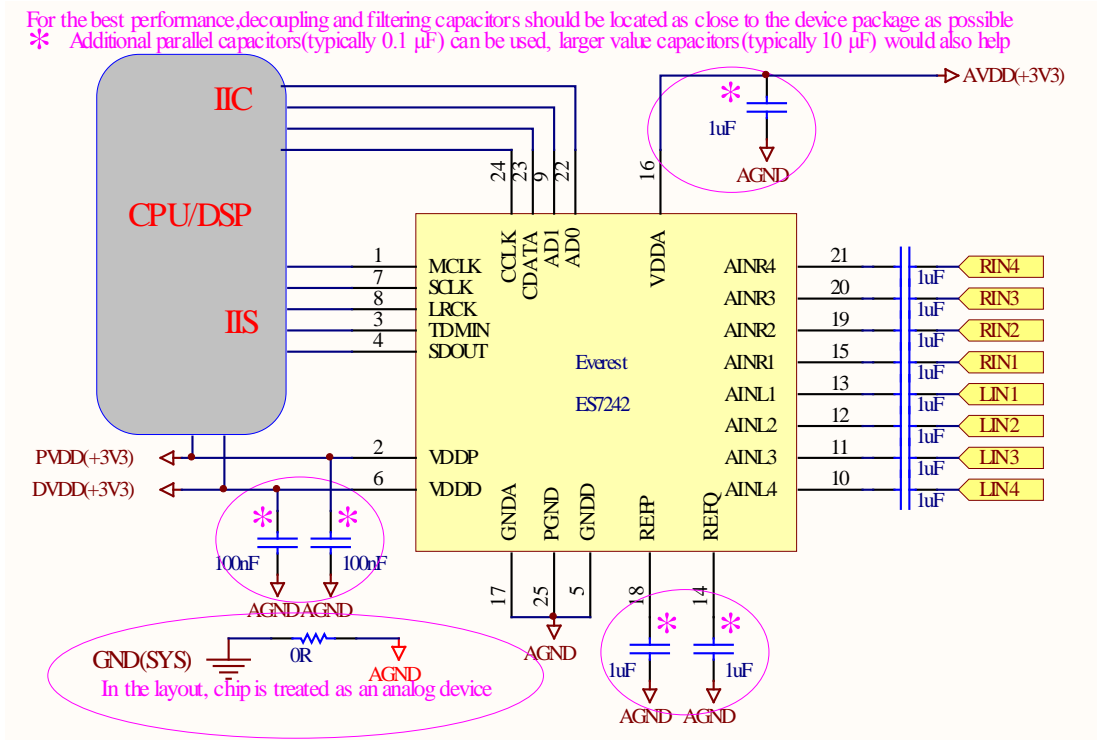 For the best performance,decoupling and filtering capacitors should be located as close to the device package as possible
* Additional parallel capacitors(typically 0.1 μF) can be used, larger value capacitors(typically 10 μF) would also help
IIC
CPU/DSP
IIS
AVDD(+3V3)
*
1uF
AGND
24
23
9
22
16
CCLK
CDATA
AD1
AD0
VDDA
1 MCLK
7 SCLK
8 LRCK
3 TDMIN
4 SDOUT
2 VDDP
6 VDDD
Everest
ES7242
AINR4 21 1uF RIN4
AINR3 20 1uF RIN3
AINR2 19 1uF RIN2
AINR1 15 1uF RIN1
AINL1 13 1uF LIN1
AINL2 12 1uF LIN2
AINL3 11 1uF LIN3
AINL4 10 1uF LIN4
PVDD(+3V3)
DVDD(+3V3)
* *
100nF 100nF
AGND AGND
GNDA
PGND
GNDD
REFP
REFQ
17
25
5
18
14
AGND
* *
1uF 1uF
AGND AGND
GND(SYS)
0R
AGND
In the layout, chip is treated as an analog device